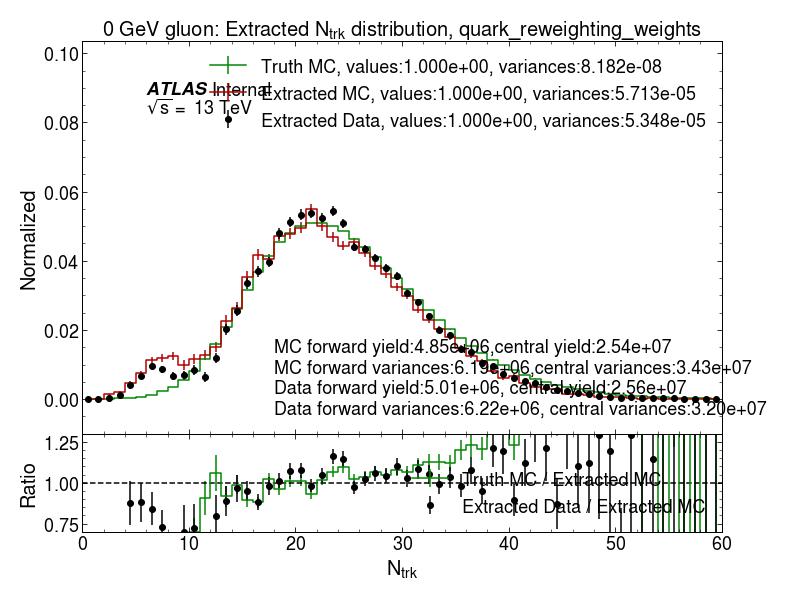 0 GeV gluon: Extracted Ntrk distribution, quark_reweighting_weights
Truth MC, values:1.000e+00, variances:8.182e-08
ATLAS Internal
Extracted MC, values:1.000e+00, variances:5.713e-05
√s = 13 TeV
Extracted Data, values:1.000e+00, variances:5.348e-05
Normalized
0.10
0.08
0.06
0.04
0.02
0.00
MC forward yield:4.85e+06,central yield:2.54e+07
MC forward variances:6.19e+06,central variances:3.43e+07
Data forward yield:5.01e+06, central yield:2.56e+07
Data forward variances:6.22e+06, central variances:3.20e+07
Ratio
1.25
1.00
0.75
Truth MC / Extracted MC
Extracted Data / Extracted MC
0 10 20 30 40 50 60
Ntrk